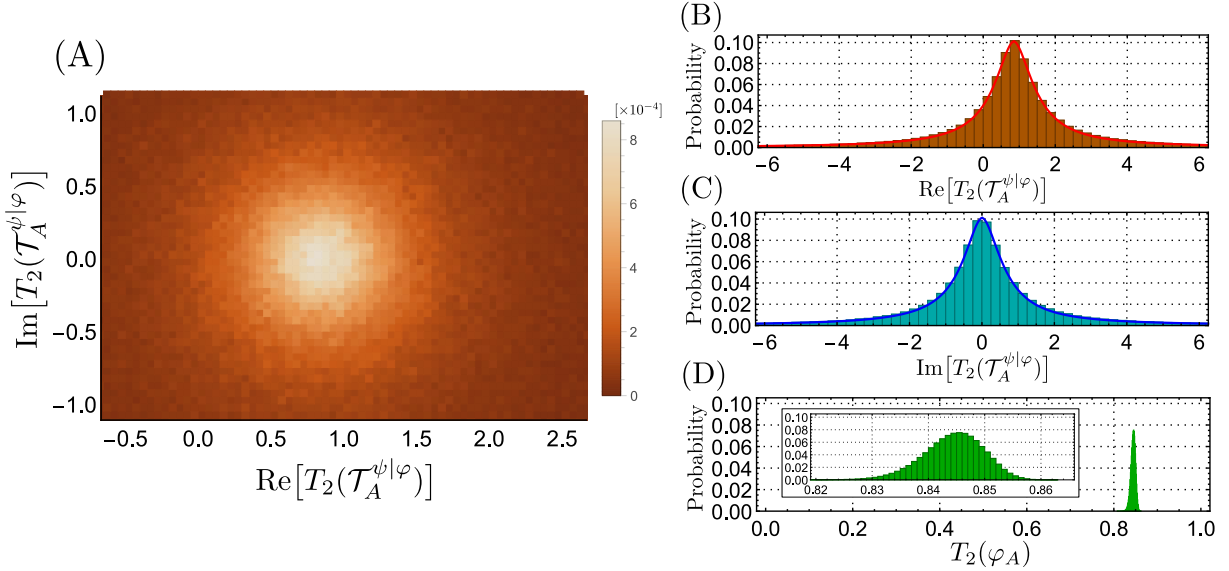 (A)
Im[T₂(𝒯_A^{ψ|φ})]
1.0
0.5
0.0
−0.5
−1.0
−0.5 0.0 0.5 1.0 1.5 2.0 2.5
Re[T₂(𝒯_A^{ψ|φ})]
[×10⁻⁴]
8
6
4
2
0
(B)
Probability
0.10
0.08
0.06
0.04
0.02
0.00
−6 −4 −2 0 2 4 6
Re[T₂(𝒯_A^{ψ|φ})]
(C)
Probability
0.10
0.08
0.06
0.04
0.02
0.00
−6 −4 −2 0 2 4 6
Im[T₂(𝒯_A^{ψ|φ})]
(D)
Probability
0.10
0.08
0.06
0.04
0.02
0.00
0.10
0.08
0.06
0.04
0.02
0.00
0.82 0.83 0.84 0.85 0.86
0.0 0.2 0.4 0.6 0.8 1.0
T₂(φ_A)